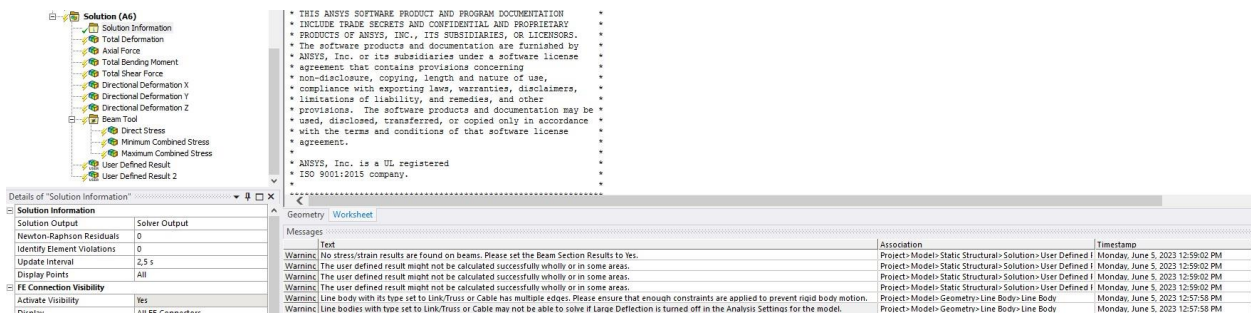 Solution (A6)
Solution Information
Total Deformation
Axial Force
Total Bending Moment
Total Shear Force
Directional Deformation X
Directional Deformation Y
Directional Deformation Z
Beam Tool
Direct Stress
Minimum Combined Stress
Maximum Combined Stress
User Defined Result
User Defined Result 2
Details of "Solution Information"
Solution Information
Solution Output Solver Output
Newton-Raphson Residuals 0
Identify Element Violations 0
Update Interval 2,5 s
Display Points All
FE Connection Visibility
Activate Visibility Yes
Display All FE Connectors
* THIS ANSYS SOFTWARE PRODUCT AND PROGRAM DOCUMENTATION *
* INCLUDE TRADE SECRETS AND CONFIDENTIAL AND PROPRIETARY *
* PRODUCTS OF ANSYS, INC., ITS SUBSIDIARIES, OR LICENSORS. *
* The software products and documentation are furnished by *
* ANSYS, Inc. or its subsidiaries under a software license *
* agreement that contains provisions concerning *
* non-disclosure, copying, length and nature of use, *
* compliance with exporting laws, warranties, disclaimers, *
* limitations of liability, and remedies, and other *
* provisions. The software products and documentation may be *
* used, disclosed, transferred, or copied only in accordance *
* with the terms and conditions of that software license *
* agreement. *
* *
* ANSYS, Inc. is a UL registered *
* ISO 9001:2015 company. *
* *
Geometry Worksheet
Messages
Text Association Timestamp
Warninc No stress/strain results are found on beams. Please set the Beam Section Results to Yes. Project>Model>Static Structural>Solution>User Defined F Monday, June 5, 2023 12:59:02 PM
Warninc The user defined result might not be calculated successfully wholly or in some areas. Project>Model>Static Structural>Solution>User Defined F Monday, June 5, 2023 12:59:02 PM
Warninc The user defined result might not be calculated successfully wholly or in some areas. Project>Model>Static Structural>Solution>User Defined F Monday, June 5, 2023 12:59:02 PM
Warninc The user defined result might not be calculated successfully wholly or in some areas. Project>Model>Static Structural>Solution>User Defined F Monday, June 5, 2023 12:59:02 PM
Warninc Line body with its type set to Link/Truss or Cable has multiple edges. Please ensure that enough constraints are applied to prevent rigid body motion. Project>Model>Geometry>Line Body>Line Body Monday, June 5, 2023 12:57:58 PM
Warninc Line bodies with type set to Link/Truss or Cable may not be able to solve if Large Deflection is turned off in the Analysis Settings for the model. Project>Model>Geometry>Line Body>Line Body Monday, June 5, 2023 12:57:58 PM